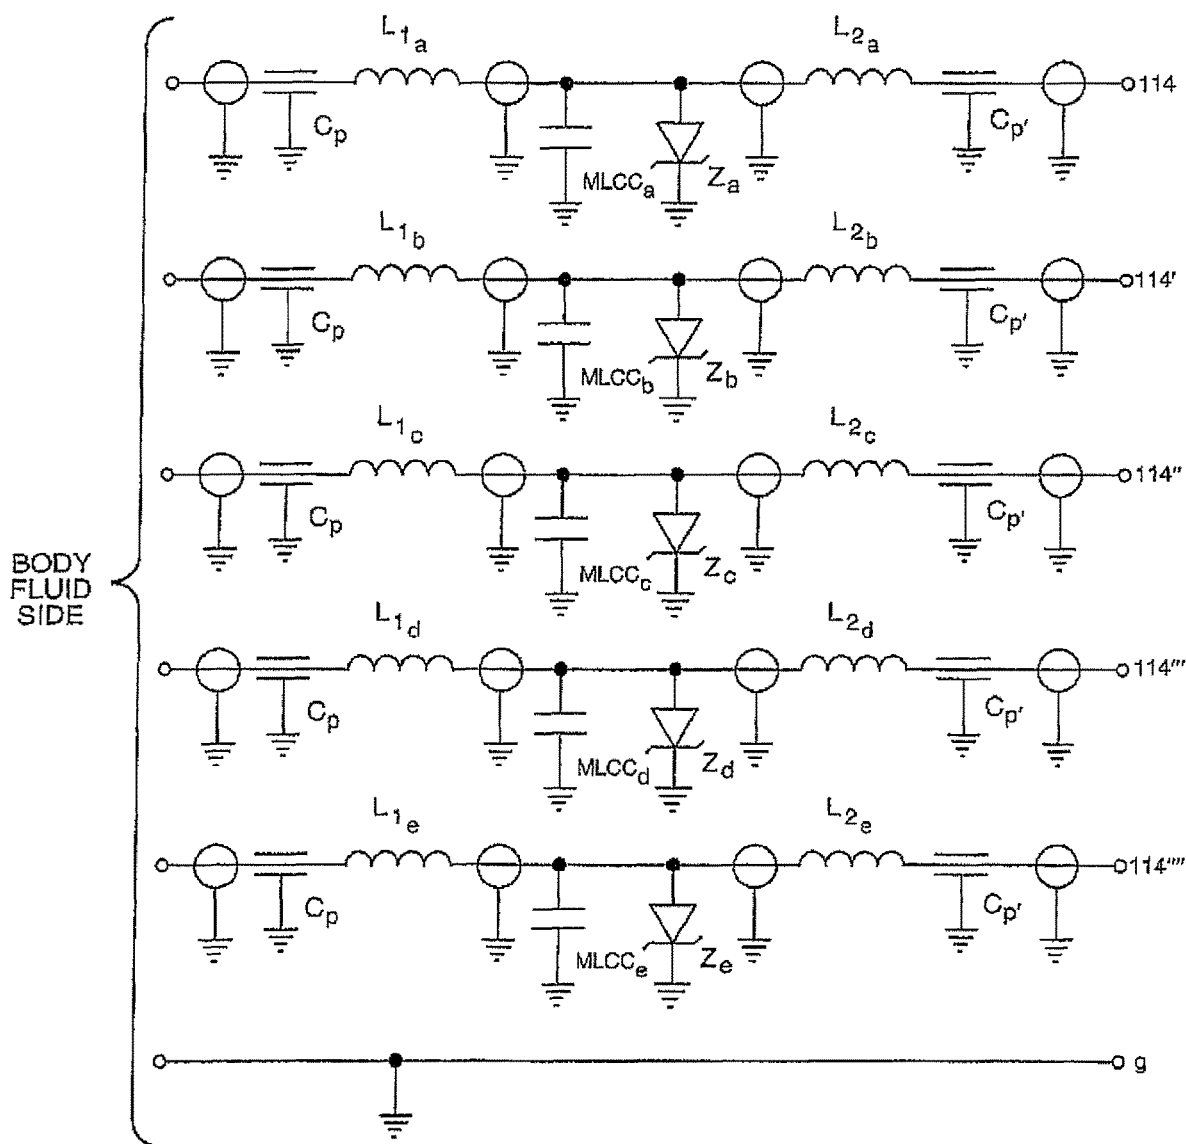 L1a L2a
114
Cp MLCCa Za Cp'
L1b L2b
114'
Cp MLCCb Zb Cp'
L1c L2c
114"
Cp MLCCc Zc Cp'
BODY
FLUID
SIDE
L1d L2d
114'''
Cp MLCCd Zd Cp'
L1e L2e
114''''
Cp MLCCe Ze Cp'
g